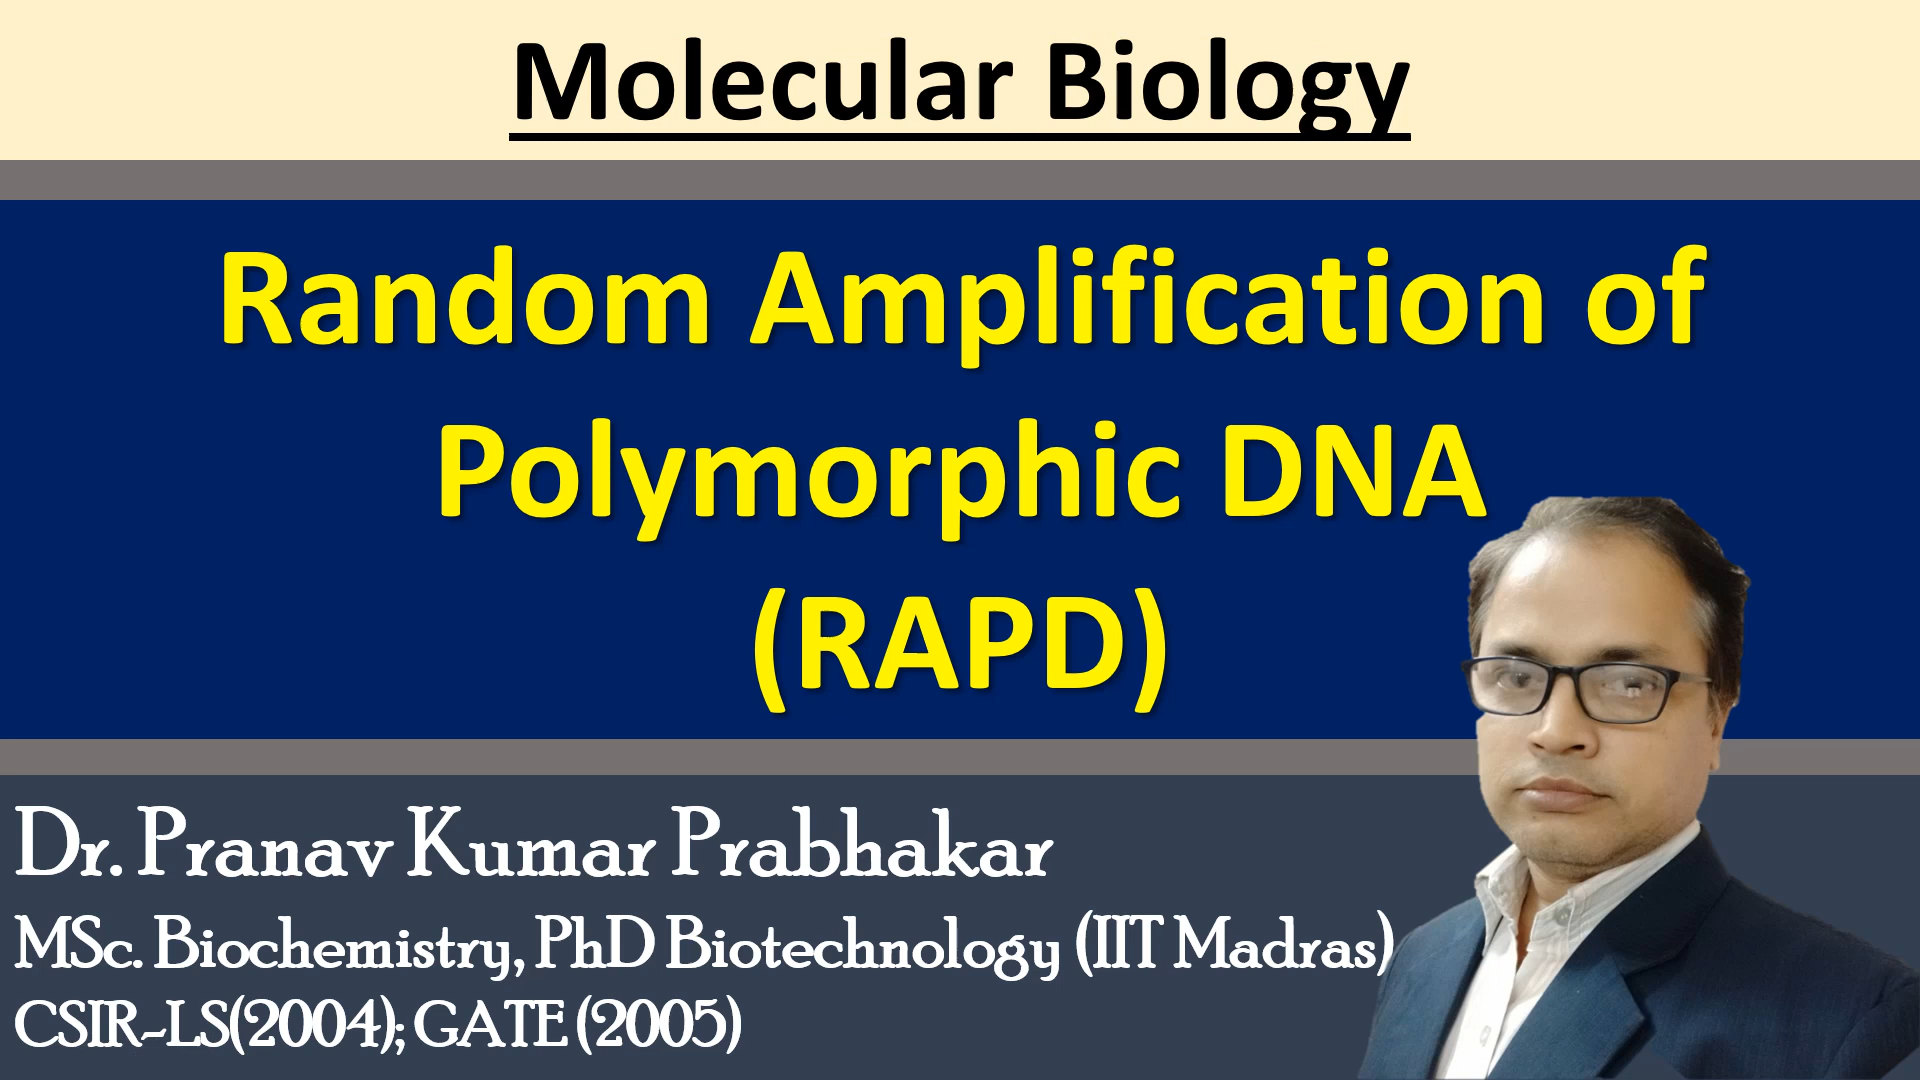 Molecular Biology
Random Amplification of
Polymorphic DNA
(RAPD)
Dr. Pranav Kumar Prabhakar
MSc. Biochemistry, PhD Biotechnology (IIT Madras)
CSIR-LS(2004); GATE (2005)